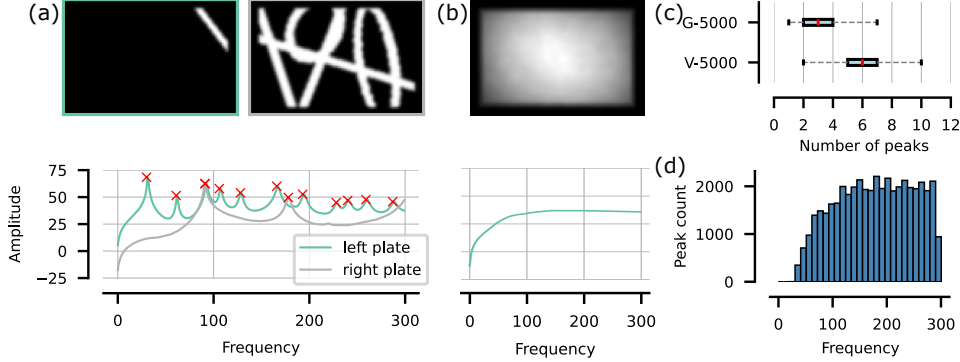 (a)
(b)
(c)
G-5000
V-5000
0 2 4 6 8 10 12
Number of peaks
75
50
25
0
−25
Amplitude
left plate
right plate
0 100 200 300
Frequency
0 100 200 300
Frequency
(d)
2000
1000
0
Peak count
0 100 200 300
Frequency